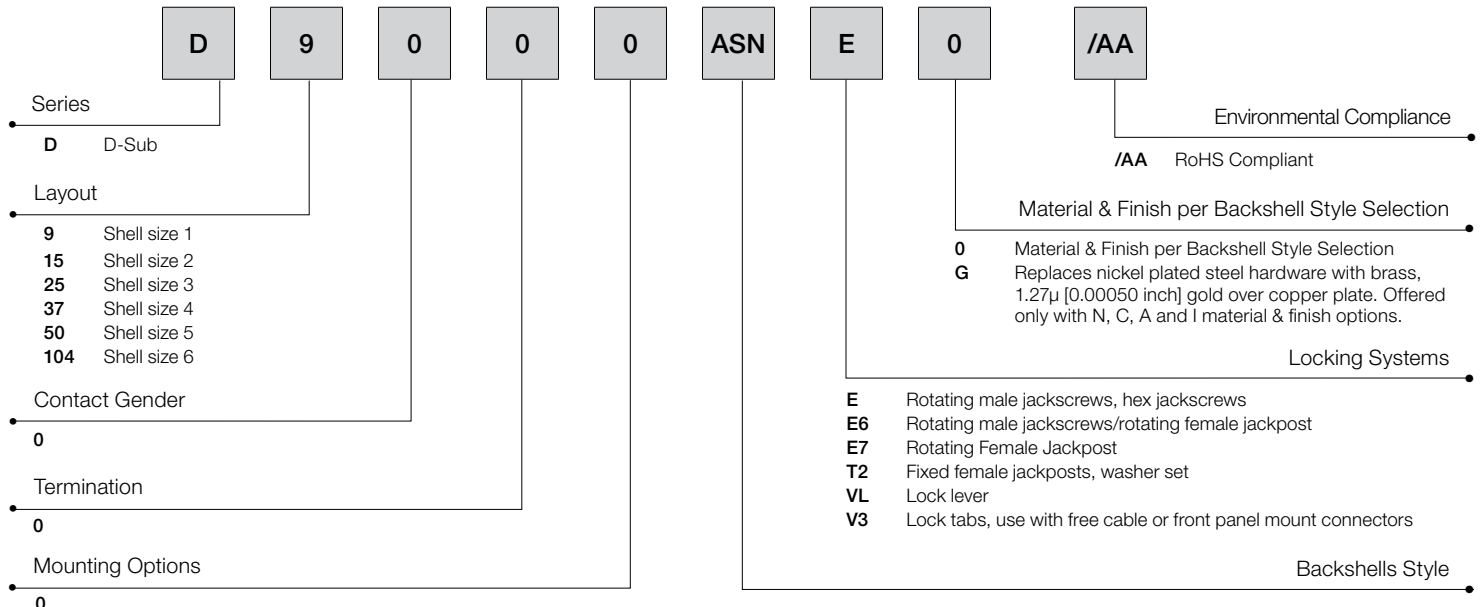 D 9 0 0 0 ASN E 0 /AA
Series
D D-Sub
Layout
9 Shell size 1
15 Shell size 2
25 Shell size 3
37 Shell size 4
50 Shell size 5
104 Shell size 6
Contact Gender
0
Termination
0
Mounting Options
0
Environmental Compliance
/AA RoHS Compliant
Material & Finish per Backshell Style Selection
0 Material & Finish per Backshell Style Selection
G Replaces nickel plated steel hardware with brass,
1.27µ [0.00050 inch] gold over copper plate. Offered
only with N, C, A and I material & finish options.
Locking Systems
E Rotating male jackscrews, hex jackscrews
E6 Rotating male jackscrews/rotating female jackpost
E7 Rotating Female Jackpost
T2 Fixed female jackposts, washer set
VL Lock lever
V3 Lock tabs, use with free cable or front panel mount connectors
Backshells Style